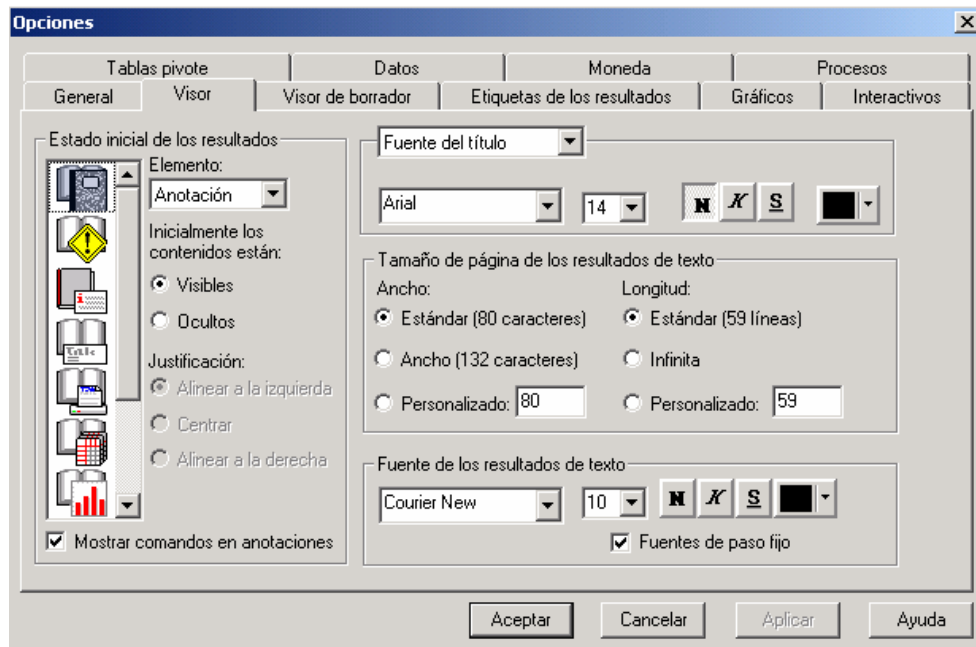 Opciones
Tablas pivote
Datos
Moneda
Procesos
General
Visor
Visor de borrador
Etiquetas de los resultados
Gráficos
Interactivos
Estado inicial de los resultados
Elemento:
Anotación
Inicialmente los
contenidos están:
Visibles
Ocultos
Justificación:
Alinear a la izquierda
Centrar
Alinear a la derecha
Mostrar comandos en anotaciones
Fuente del título
Arial
14
N K S
Tamaño de página de los resultados de texto
Ancho:
Estándar (80 caracteres)
Ancho (132 caracteres)
Personalizado: 80
Longitud:
Estándar (59 líneas)
Infinita
Personalizado: 59
Fuente de los resultados de texto
Courier New
10
N K S
Fuentes de paso fijo
Aceptar
Cancelar
Aplicar
Ayuda